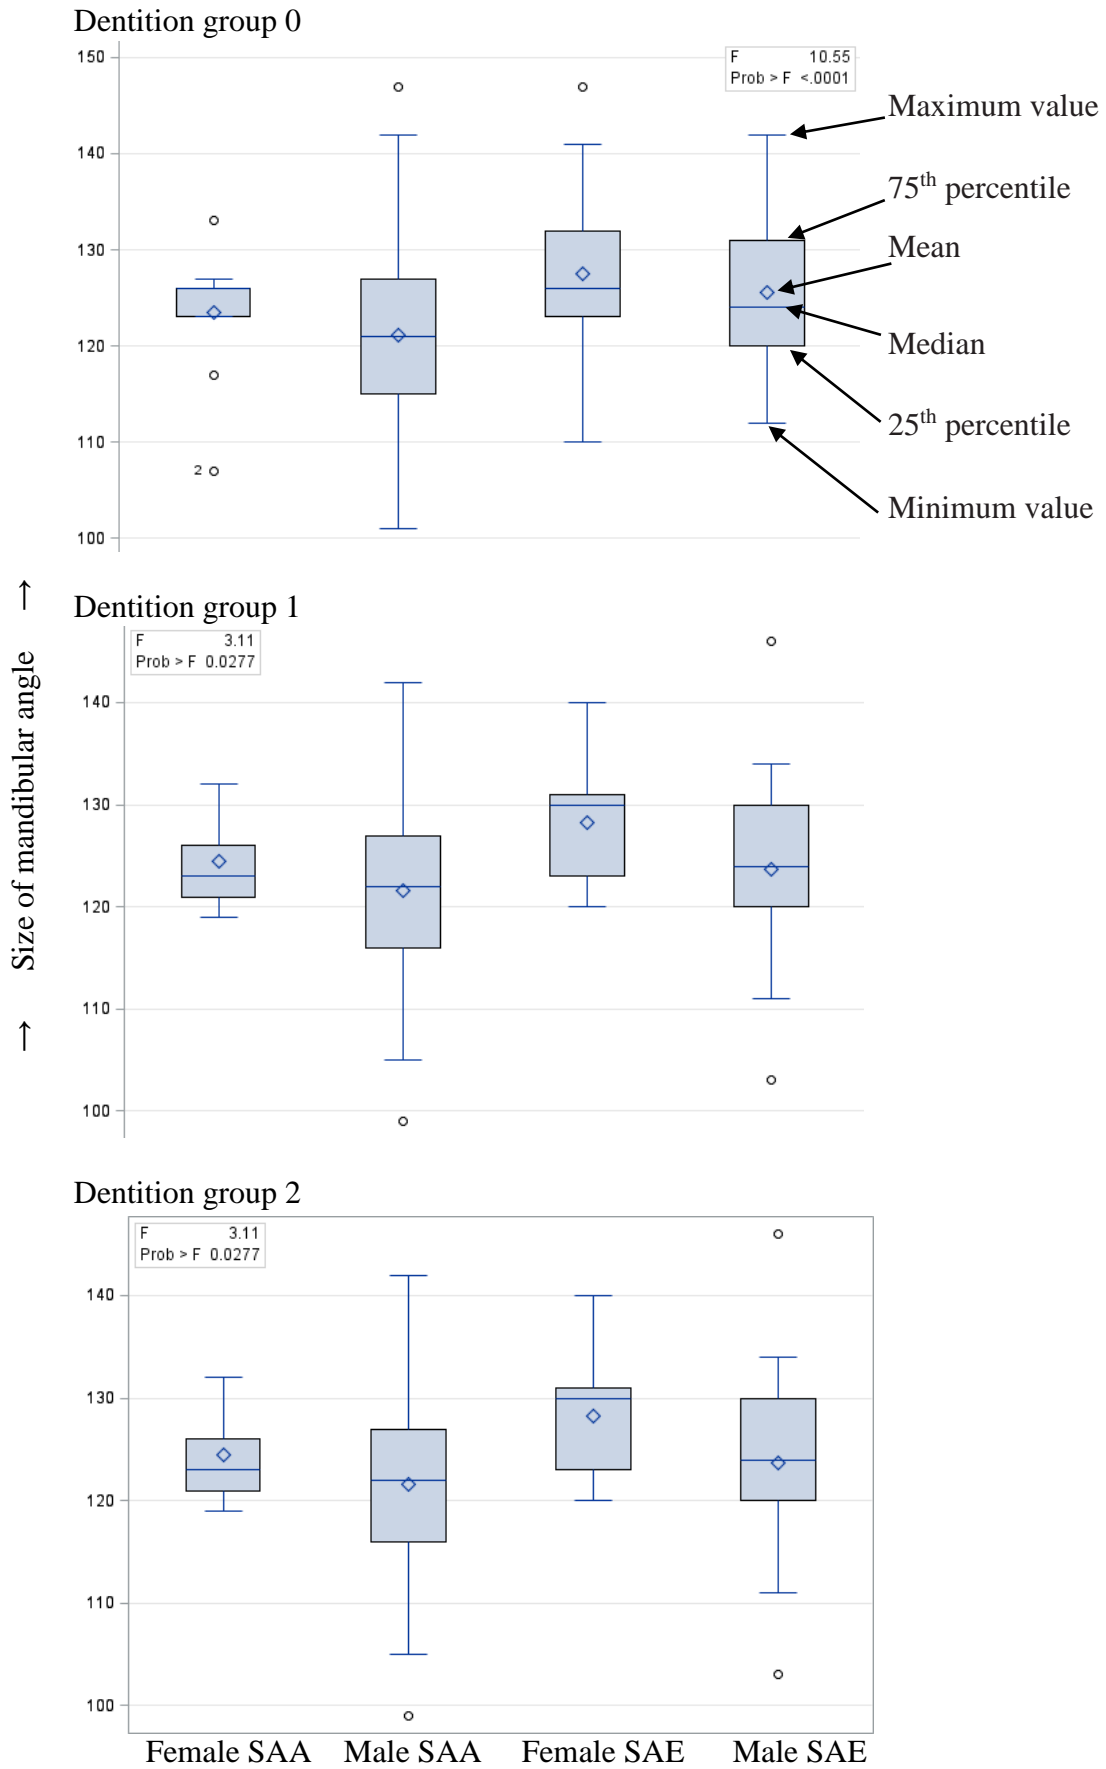 Dentition group 0
F 10.55
Prob > F <.0001
150
140
130
120
110
100
2
Maximum value
75th percentile
Mean
Median
25th percentile
Minimum value
→ Size of mandibular angle →
Dentition group 1
F 3.11
Prob > F 0.0277
140
130
120
110
100
Dentition group 2
F 3.11
Prob > F 0.0277
140
130
120
110
100
Female SAA Male SAA Female SAE Male SAE